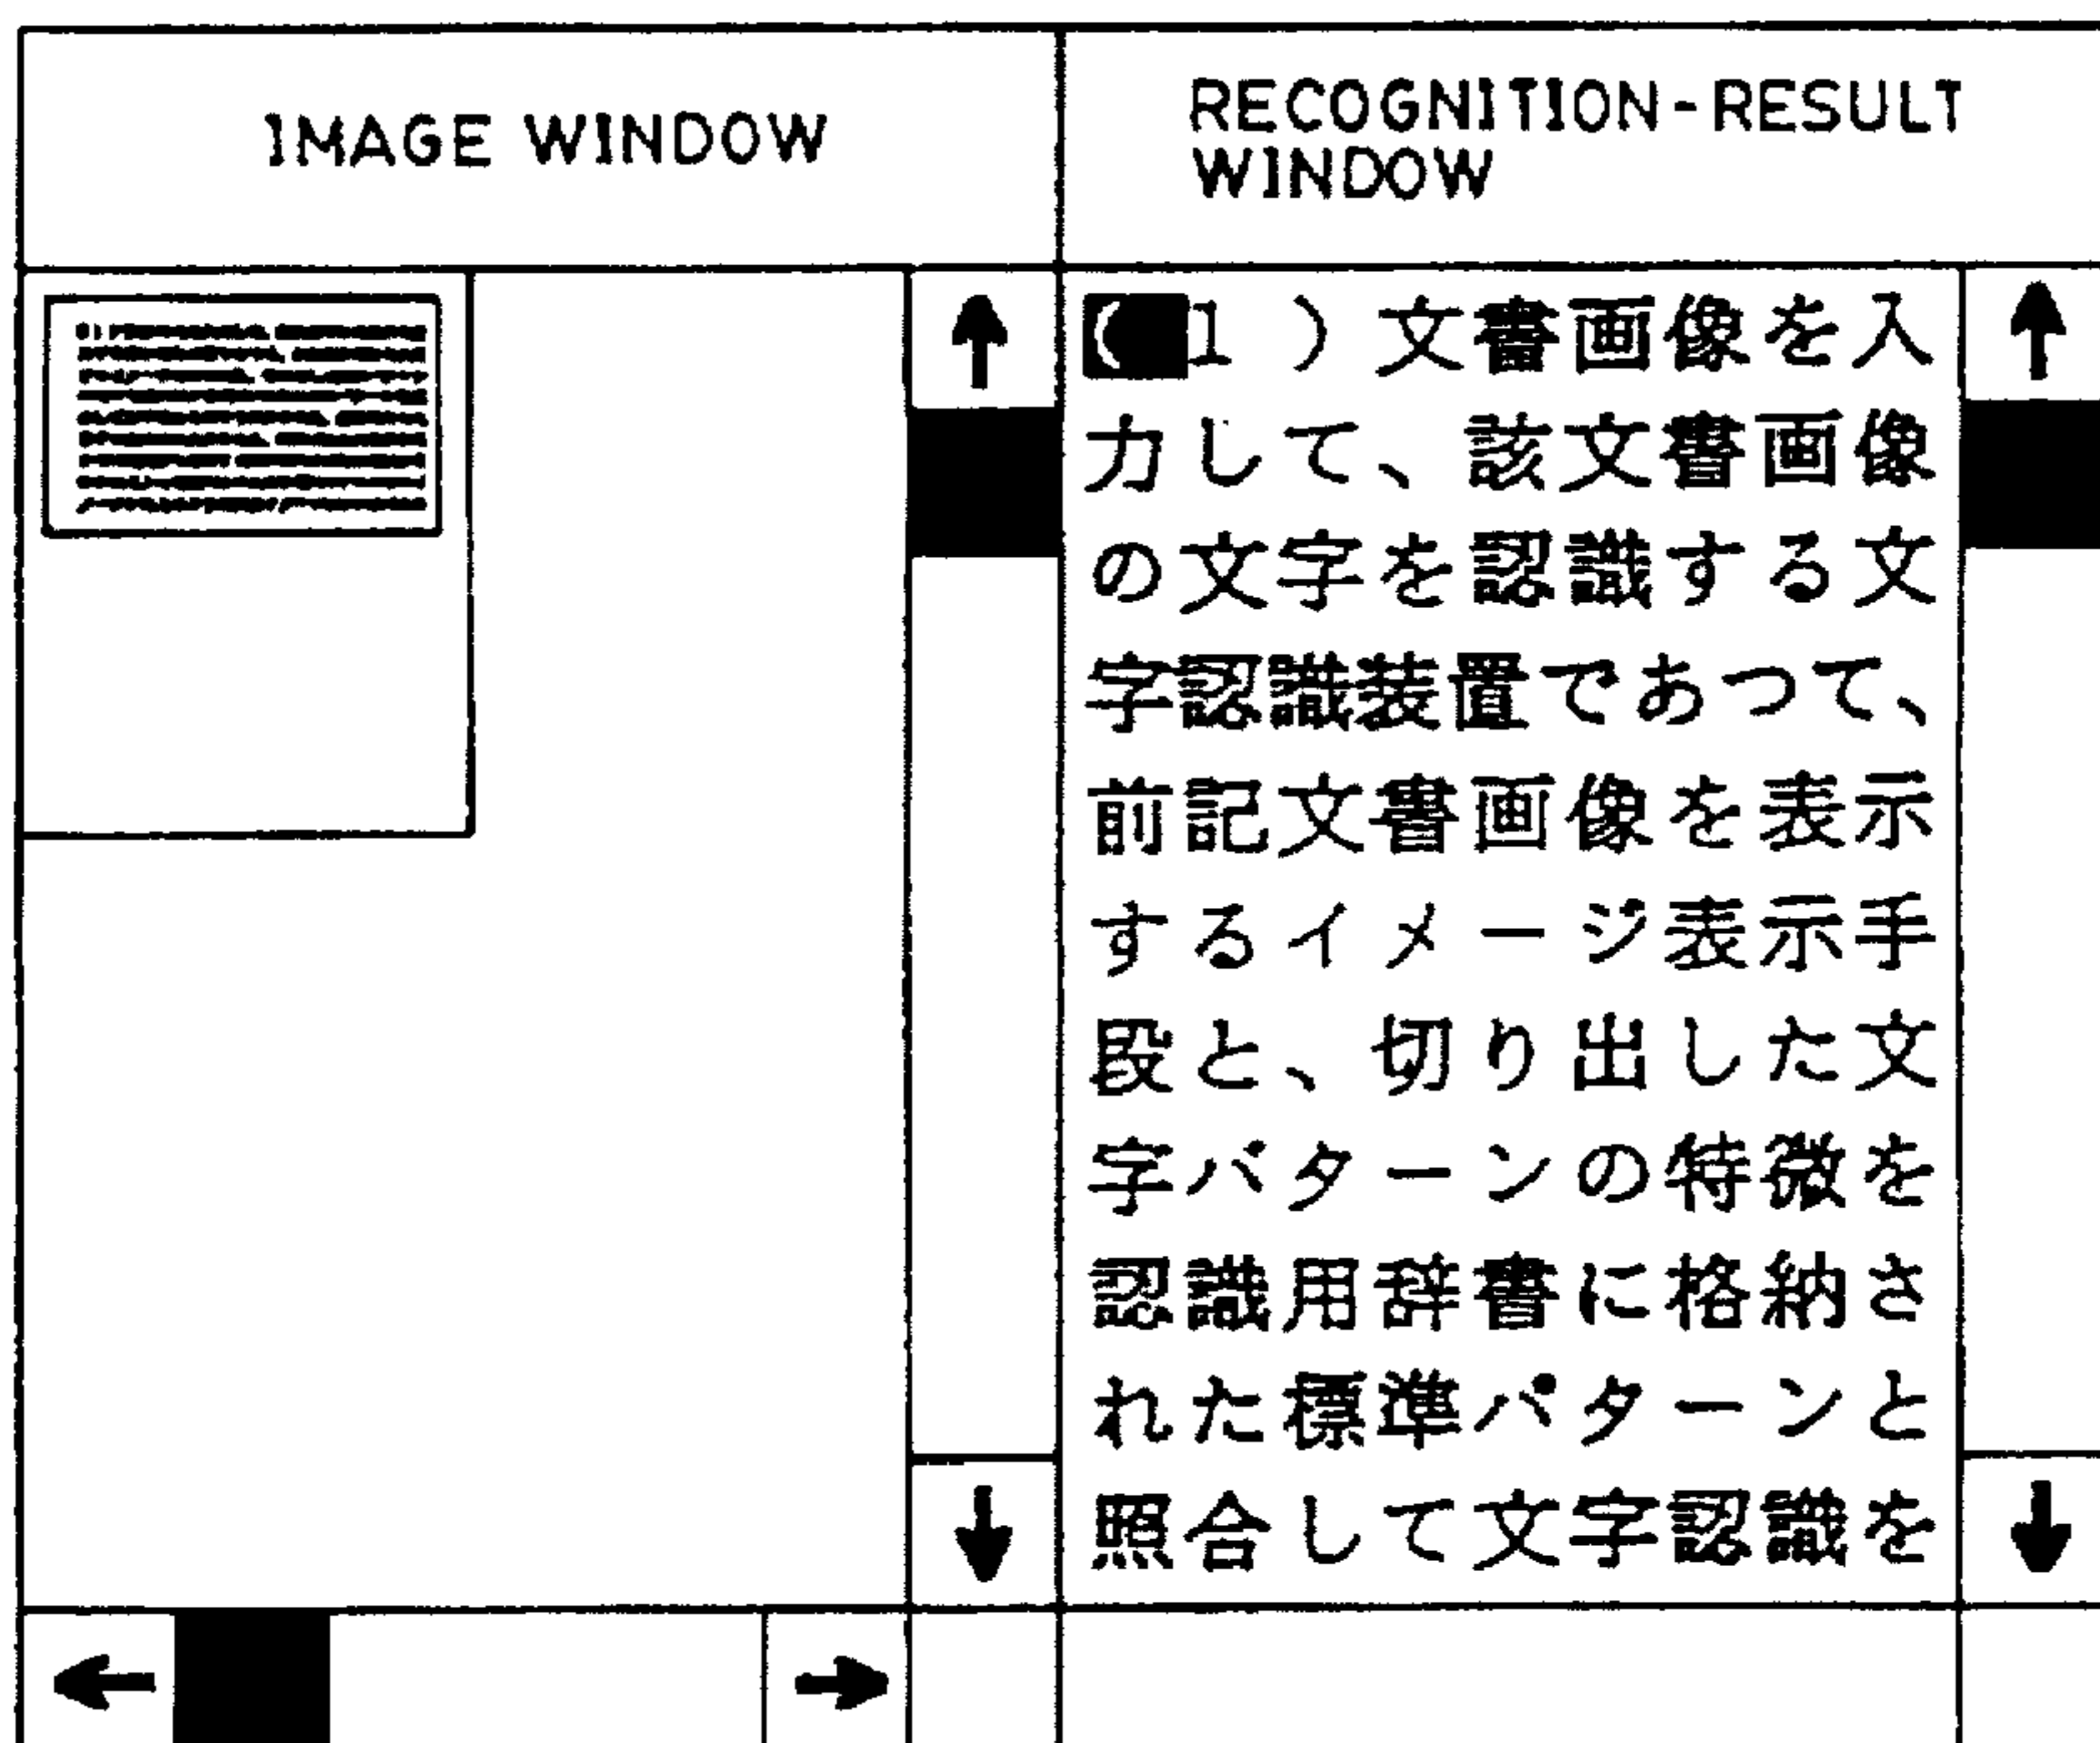 IMAGE WINDOW
RECOGNITION-RESULT
WINDOW
(1)文書画像を入
力して、該文書画像
の文字を認識する文
字認識装置であつて、
前記文書画像を表示
するイメージ表示手
段と、切り出した文
字パターンの特微を
認識用辞書に格納さ
れた標準パターンと
照合して文字認識を